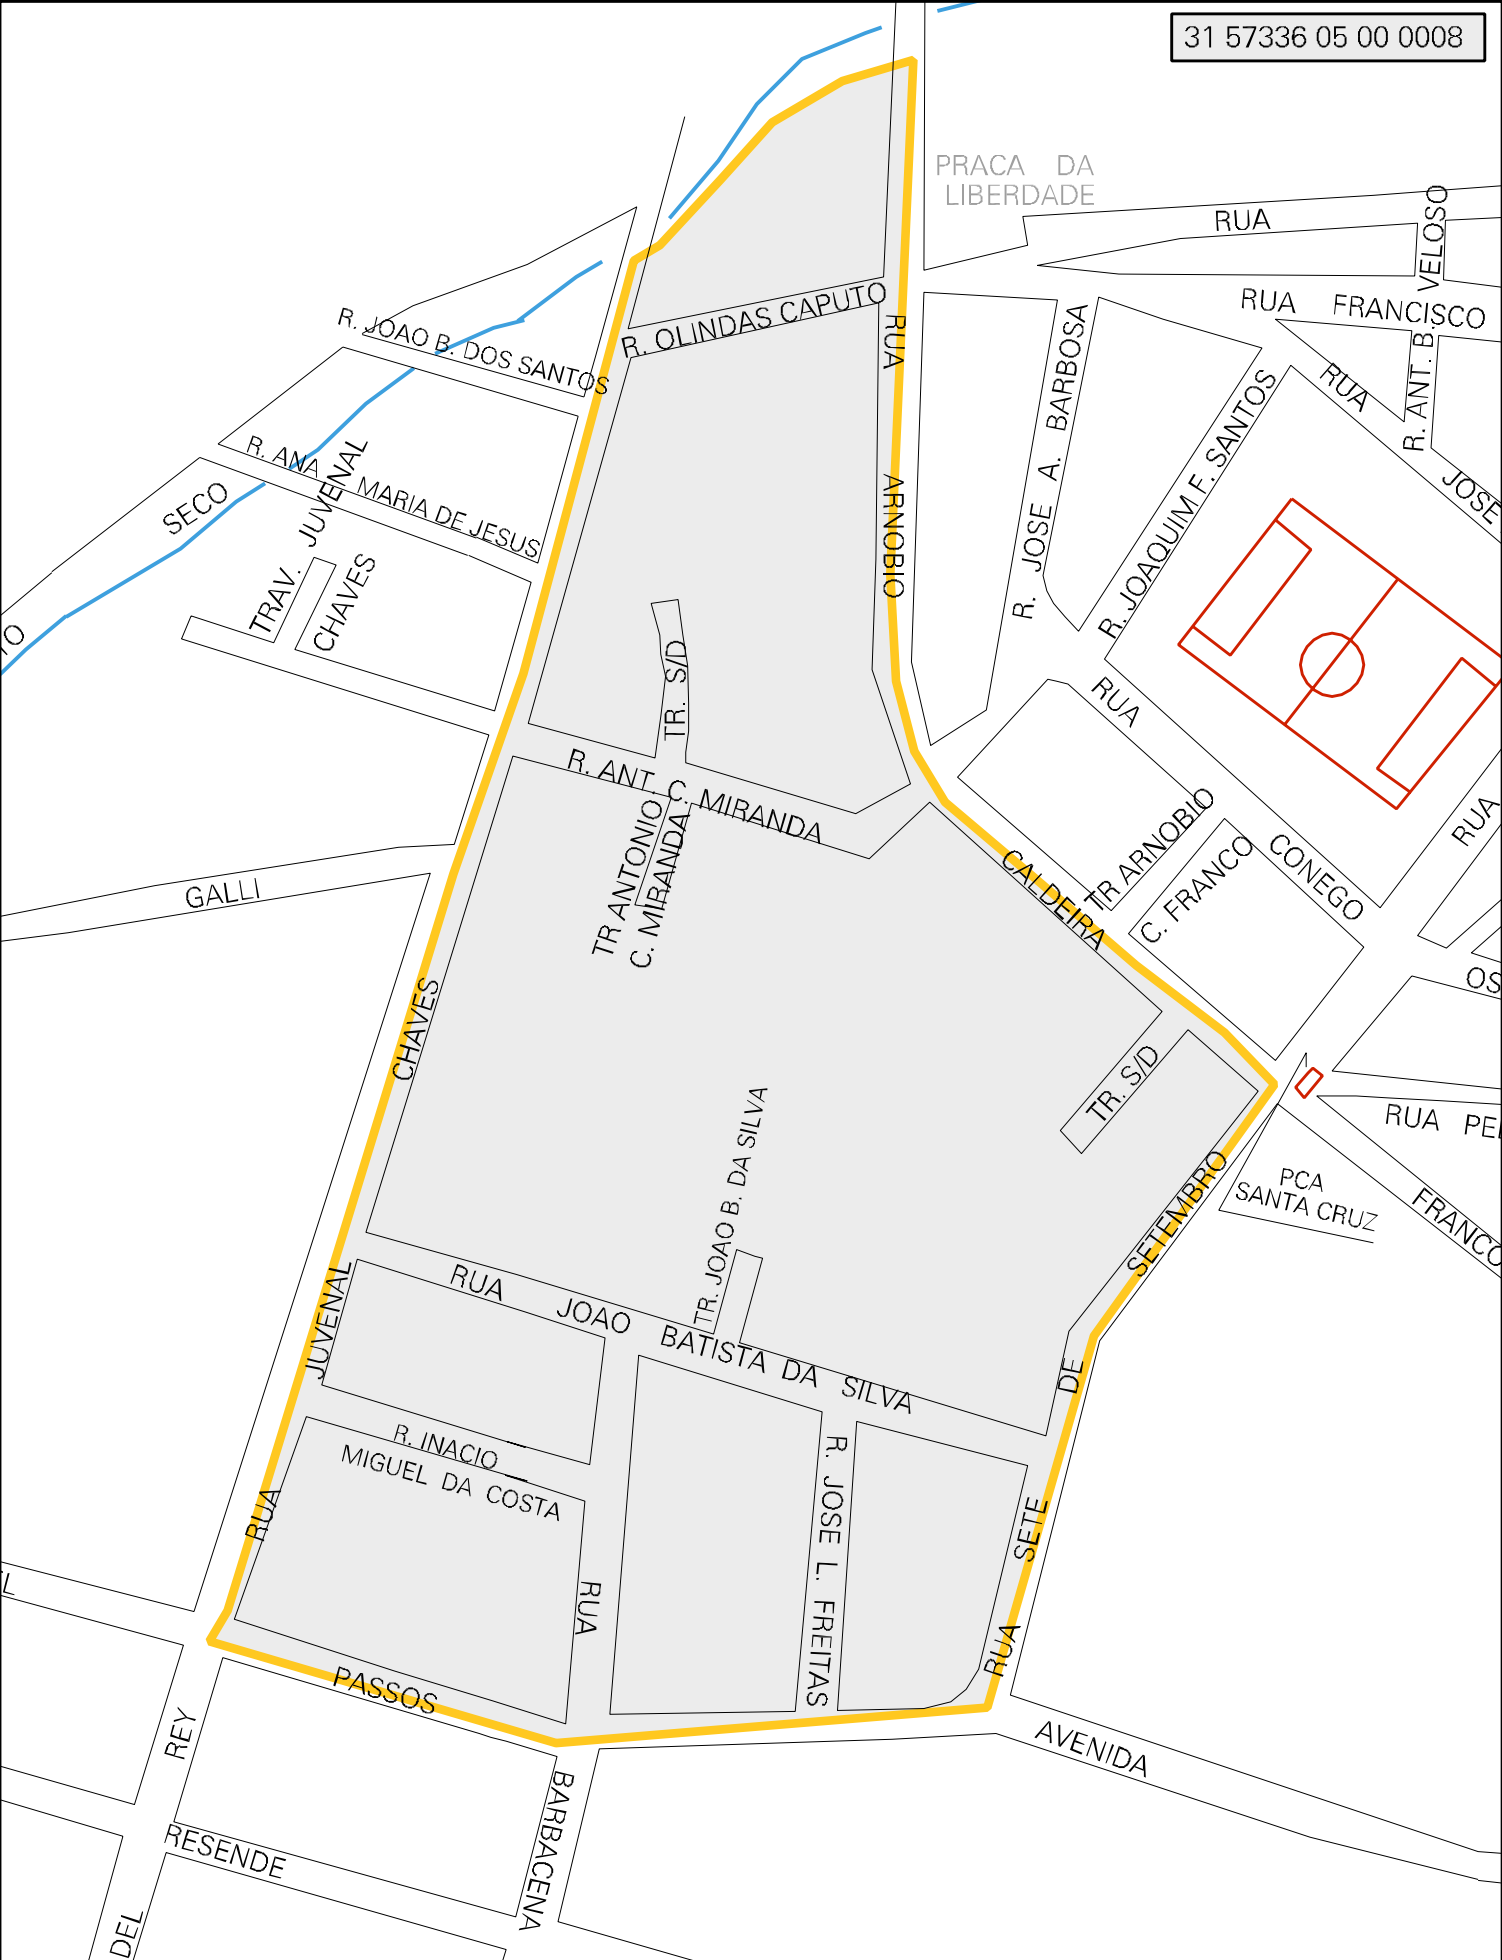 31 57336 05 00 0008
PRACA DA
LIBERDADE
RUA
VELOSO
RUA FRANCISCO
R. OLINDAS CAPUTO
R. JOAO B. DOS SANTOS
RUA
ARNOBIO
R. JOSE A. BARBOSA
R. JOAQUIM F. SANTOS
RUA
R. ANT. B.
JOSE
R. ANA MARIA DE JESUS
SECO
TRAV. JUVENAL
CHAVES
TR. S/D
RUA
R. ANT. C. MIRANDA
TR ANTONIO
C. MIRANDA
TR ARNOBIO
C. FRANCO
CONEGO
RUA
CALDEIRA
GALLI
CHAVES
TR. S/D
RUA
FRANCO
PCA
SANTA CRUZ
SETEMBRO
TR. JOAO B. DA SILVA
JUVENAL
RUA JOAO BATISTA DA SILVA
DE
R. INACIO
MIGUEL DA COSTA
R. JOSE L. FREITAS
SETE
RUA
RUA
RUA
PASSOS
REY
AVENIDA
BARBACENA
RESENDE
DEL